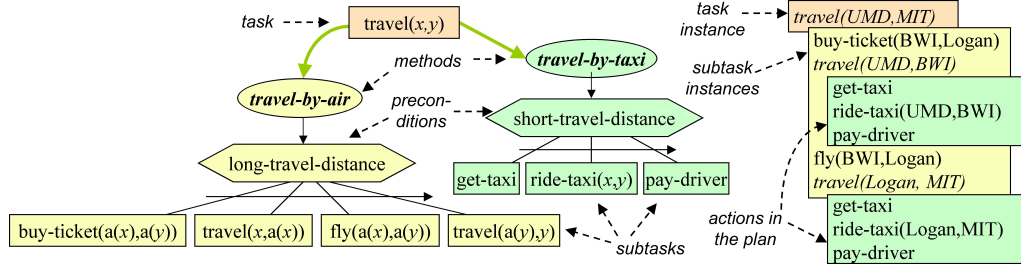 task
travel(x,y)
methods
travel-by-air
travel-by-taxi
precon-
ditions
long-travel-distance
short-travel-distance
get-taxi
ride-taxi(x,y)
pay-driver
buy-ticket(a(x),a(y))
travel(x,a(x))
fly(a(x),a(y))
travel(a(y),y)
subtasks
task
instance
travel(UMD,MIT)
subtask
instances
buy-ticket(BWI,Logan)
travel(UMD,BWI)
get-taxi
ride-taxi(UMD,BWI)
pay-driver
fly(BWI,Logan)
travel(Logan, MIT)
get-taxi
ride-taxi(Logan,MIT)
pay-driver
actions in
the plan